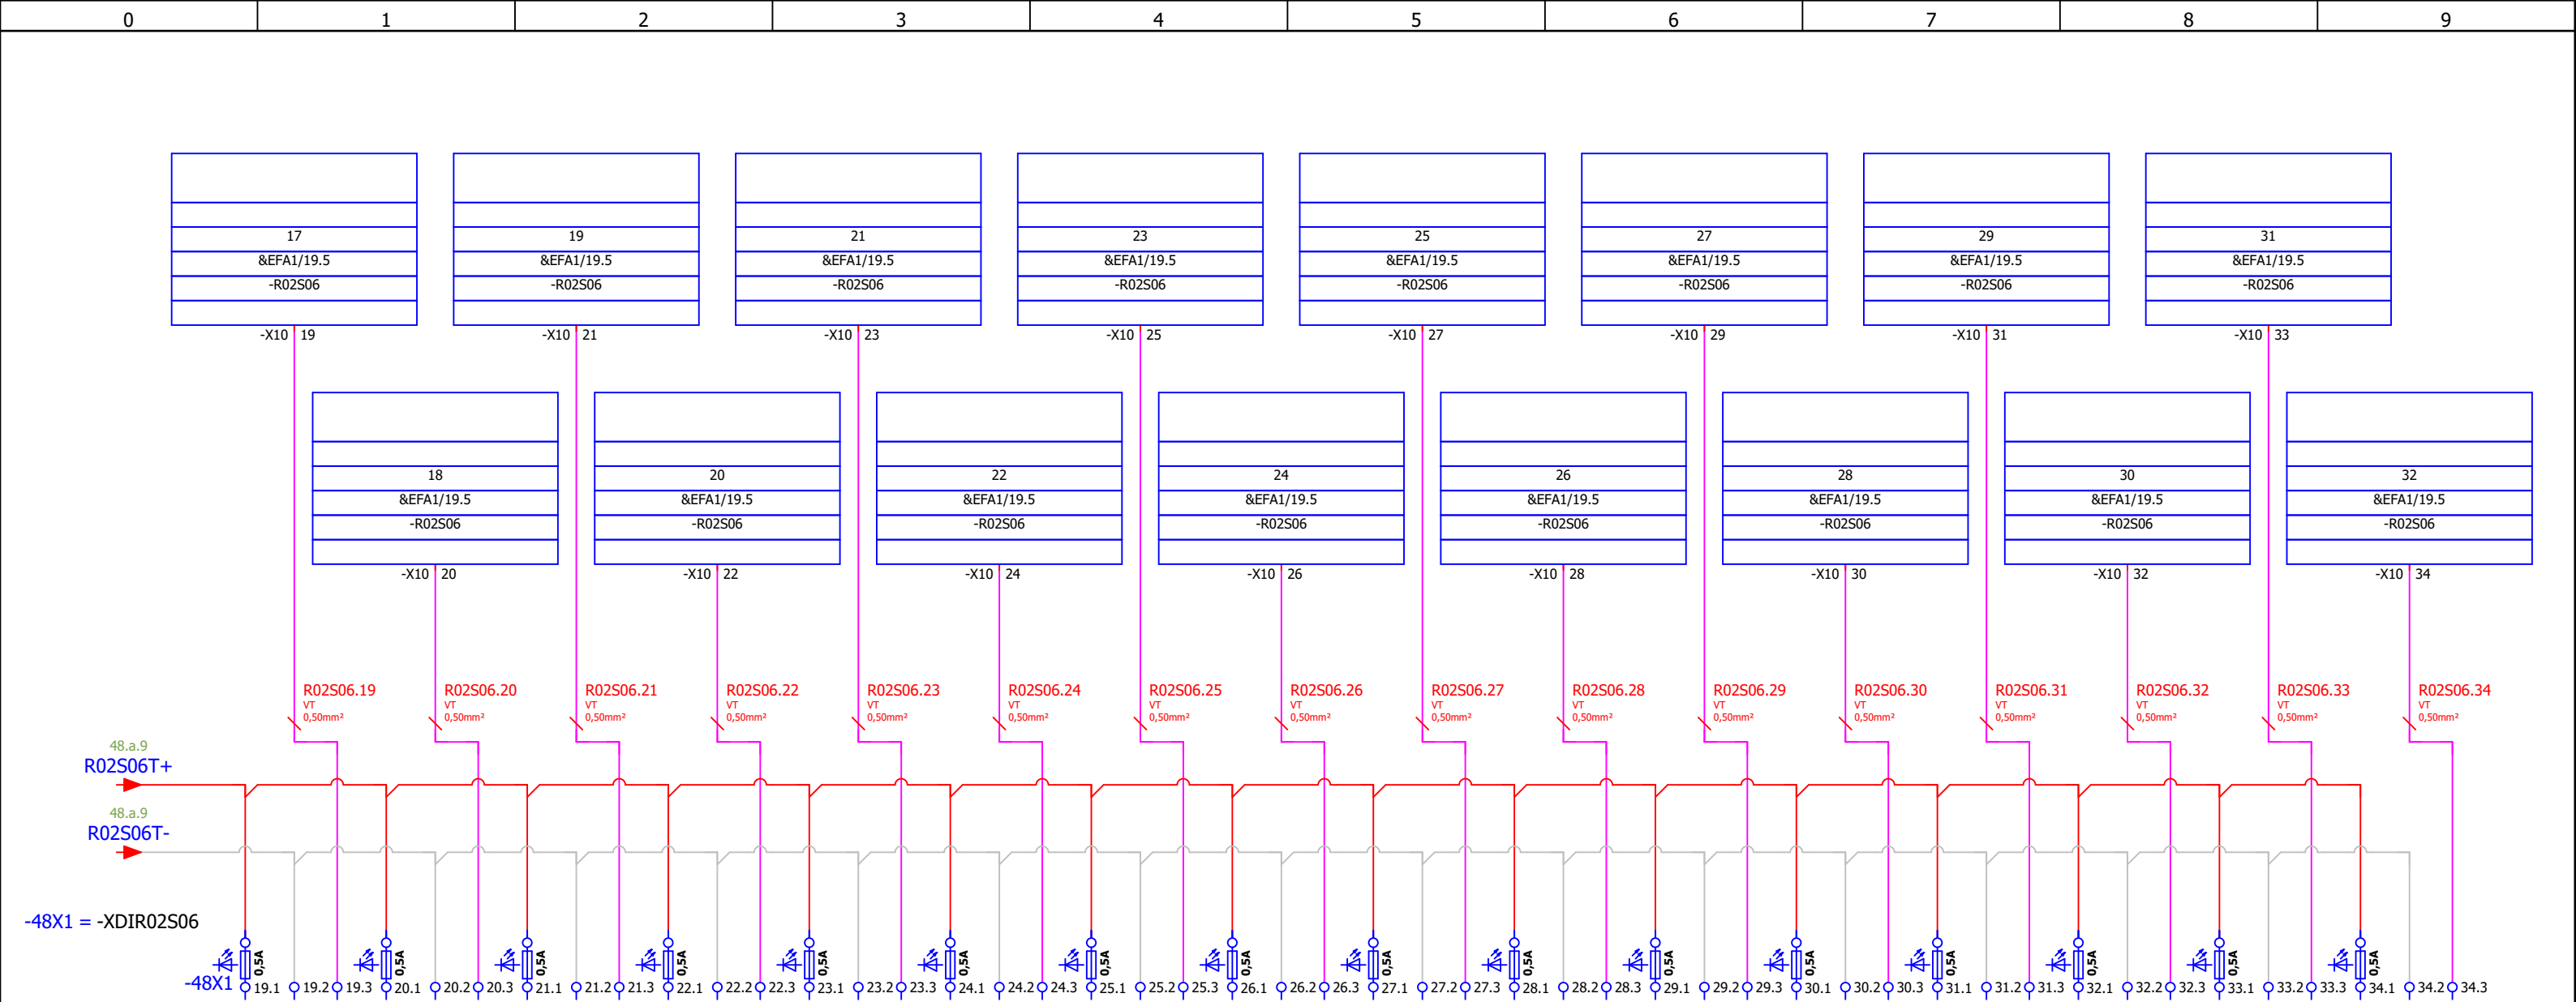 0 1 2 3 4 5 6 7 8 9
17 19 21 23 25 27 29 31
&EFA1/19.5 &EFA1/19.5 &EFA1/19.5 &EFA1/19.5 &EFA1/19.5 &EFA1/19.5 &EFA1/19.5 &EFA1/19.5
-R02S06 -R02S06 -R02S06 -R02S06 -R02S06 -R02S06 -R02S06 -R02S06
-X10 19 -X10 21 -X10 23 -X10 25 -X10 27 -X10 29 -X10 31 -X10 33
18 20 22 24 26 28 30 32
&EFA1/19.5 &EFA1/19.5 &EFA1/19.5 &EFA1/19.5 &EFA1/19.5 &EFA1/19.5 &EFA1/19.5 &EFA1/19.5
-R02S06 -R02S06 -R02S06 -R02S06 -R02S06 -R02S06 -R02S06 -R02S06
-X10 20 -X10 22 -X10 24 -X10 26 -X10 28 -X10 30 -X10 32 -X10 34
R02S06.19 R02S06.20 R02S06.21 R02S06.22 R02S06.23 R02S06.24 R02S06.25 R02S06.26 R02S06.27 R02S06.28 R02S06.29 R02S06.30 R02S06.31 R02S06.32 R02S06.33 R02S06.34
VT VT VT VT VT VT VT VT VT VT VT VT VT VT VT VT
0,50mm² 0,50mm² 0,50mm² 0,50mm² 0,50mm² 0,50mm² 0,50mm² 0,50mm² 0,50mm² 0,50mm² 0,50mm² 0,50mm² 0,50mm² 0,50mm² 0,50mm² 0,50mm²
48.a.9
R02S06T+
48.a.9
R02S06T-
-48X1 = -XDIR02S06
0,5A 0,5A 0,5A 0,5A 0,5A 0,5A 0,5A 0,5A 0,5A 0,5A 0,5A 0,5A 0,5A 0,5A 0,5A 0,5A
-48X1 19.1 19.2 19.3 20.1 20.2 20.3 21.1 21.2 21.3 22.1 22.2 22.3 23.1 23.2 23.3 24.1 24.2 24.3 25.1 25.2 25.3 26.1 26.2 26.3 27.1 27.2 27.3 28.1 28.2 28.3 29.1 29.2 29.3 30.1 30.2 30.3 31.1 31.2 31.3 32.1 32.2 32.3 33.1 33.2 33.3 34.1 34.2 34.3